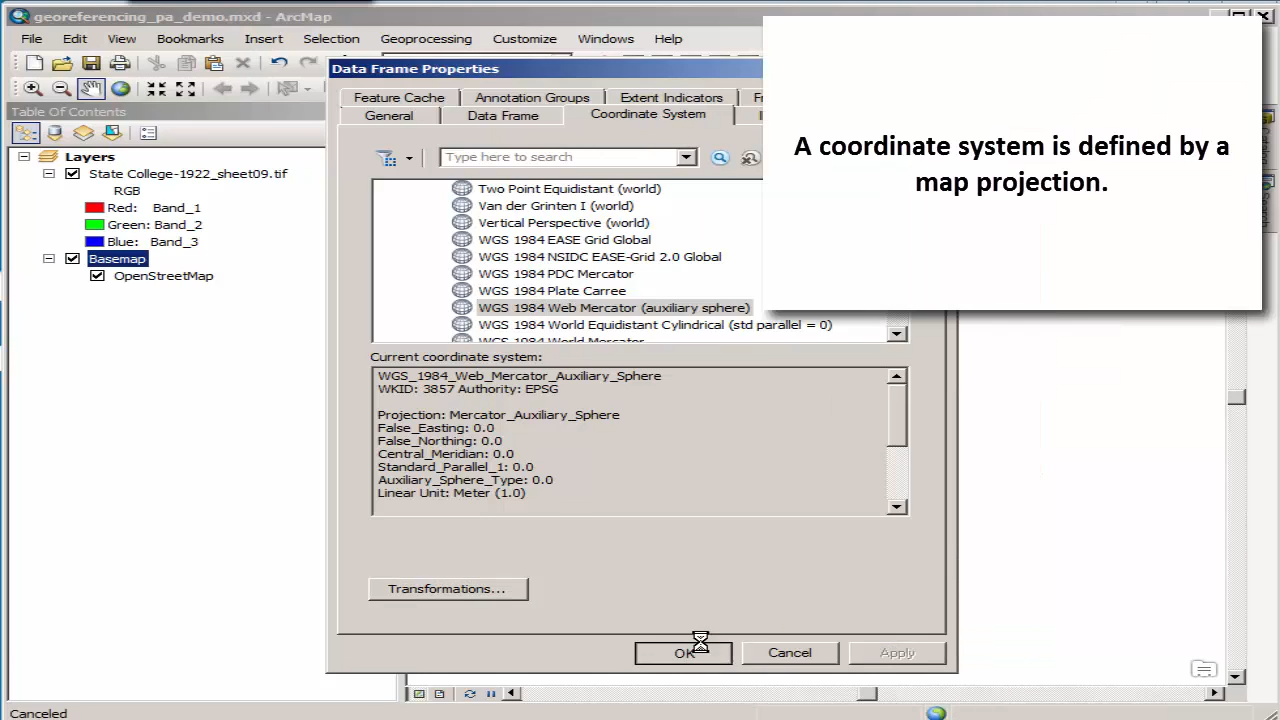 georeferencing_pa_demo.mxd - ArcMap
File Edit View Bookmarks Insert Selection Geoprocessing Customize Windows Help
Table Of Contents
Layers
State College-1922_sheet09.tif
RGB
Red: Band_1
Green: Band_2
Blue: Band_3
Basemap
OpenStreetMap
Data Frame Properties
Feature Cache Annotation Groups Extent Indicators
General Data Frame Coordinate System
Type here to search
Two Point Equidistant (world)
Van der Grinten I (world)
Vertical Perspective (world)
WGS 1984 EASE Grid Global
WGS 1984 NSIDC EASE-Grid 2.0 Global
WGS 1984 PDC Mercator
WGS 1984 Plate Carree
WGS 1984 Web Mercator (auxiliary sphere)
WGS 1984 World Equidistant Cylindrical (std parallel = 0)
WGS 1984 World Mercator
Current coordinate system:
WGS_1984_Web_Mercator_Auxiliary_Sphere
WKID: 3857 Authority: EPSG
Projection: Mercator_Auxiliary_Sphere
False_Easting: 0.0
False_Northing: 0.0
Central_Meridian: 0.0
Standard_Parallel_1: 0.0
Auxiliary_Sphere_Type: 0.0
Linear Unit: Meter (1.0)
Transformations...
OK Cancel Apply
A coordinate system is defined by a
map projection.
Catalog
Canceled